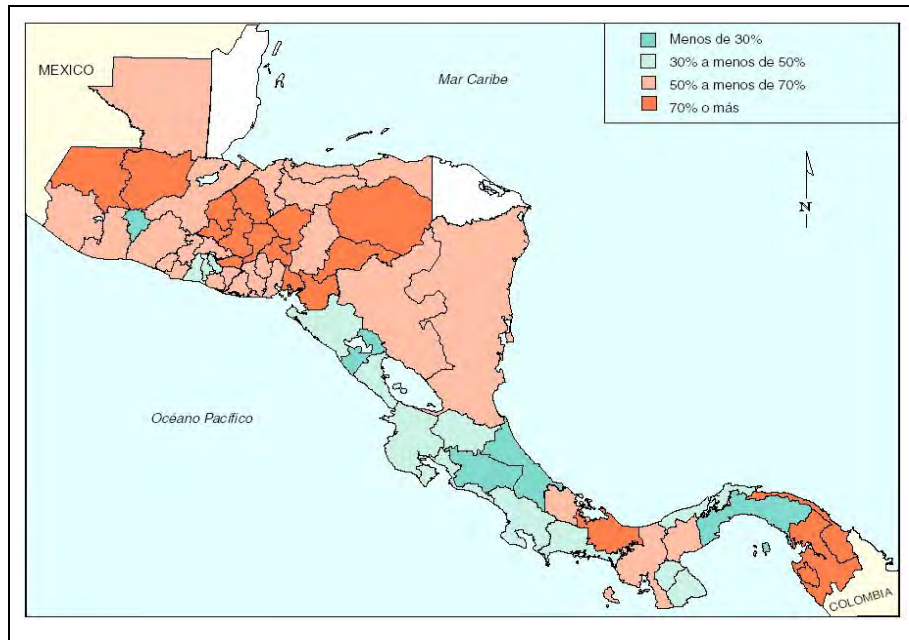 Menos de 30%
30% a menos de 50%
50% a menos de 70%
70% o más
MEXICO
Mar Caribe
N
Océano Pacífico
COLOMBIA